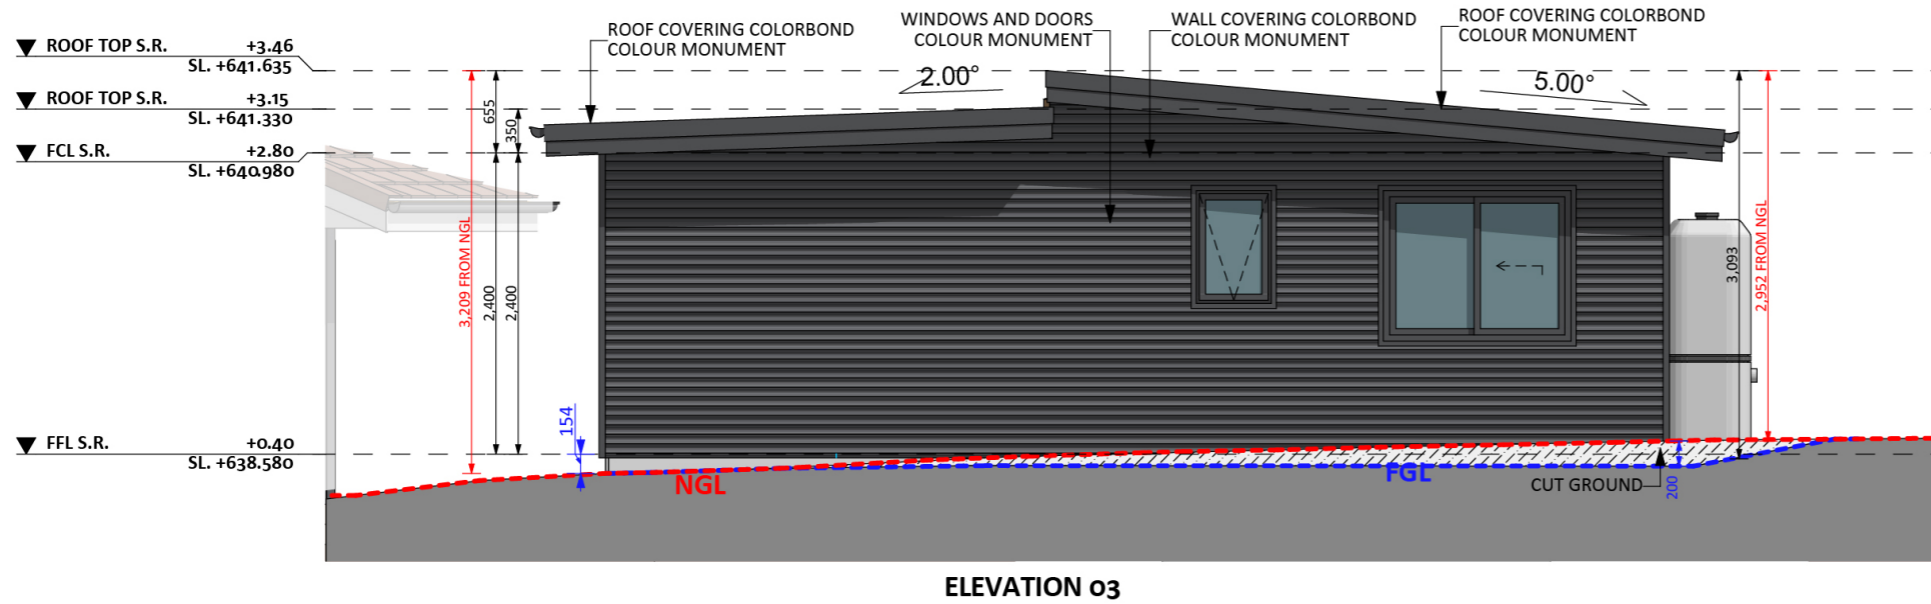 ROOF TOP S.R. +3.46
SL. +641.635
ROOF TOP S.R. +3.15
SL. +641.330
FCL S.R. +2.80
SL. +640.980
FFL S.R. +0.40
SL. +638.580
ROOF COVERING COLORBOND
COLOUR MONUMENT
WINDOWS AND DOORS
COLOUR MONUMENT
WALL COVERING COLORBOND
COLOUR MONUMENT
ROOF COVERING COLORBOND
COLOUR MONUMENT
2.00°
5.00°
3,209 FROM NGL
655
350
2,400
2,400
154
3,093
2,952 FROM NGL
NGL
FGL
CUT GROUND
200
ELEVATION 03